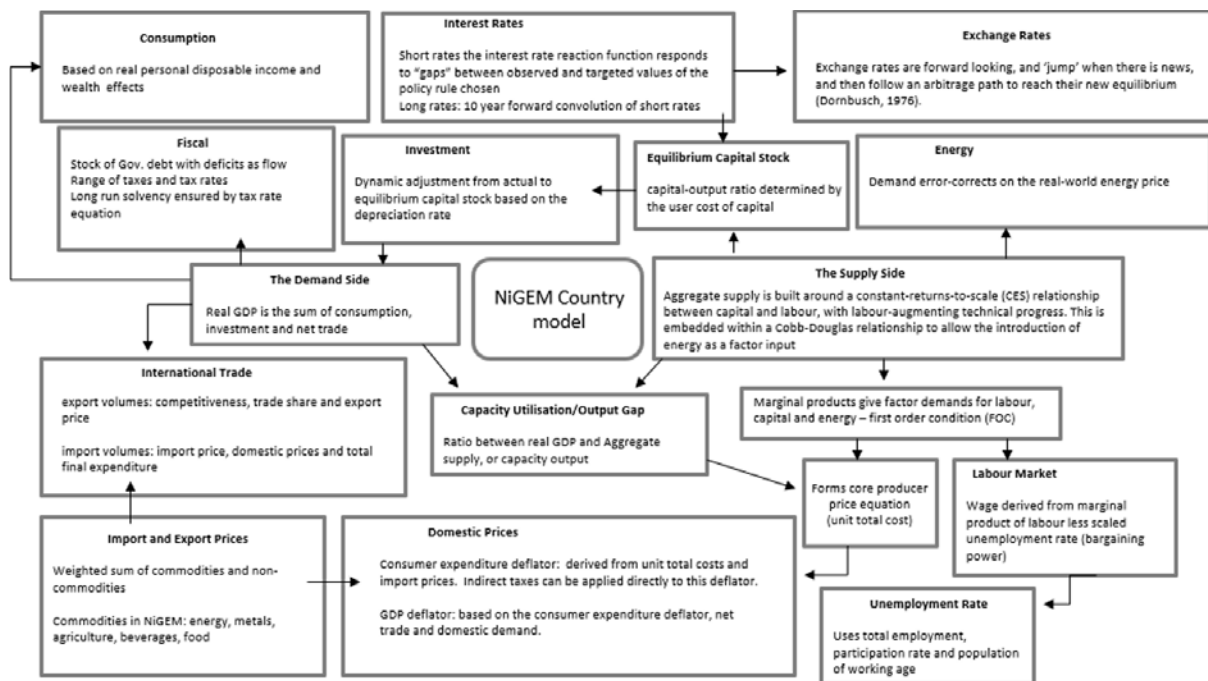 Consumption
Based on real personal disposable income and
wealth effects
Interest Rates
Short rates the interest rate reaction function responds
to “gaps” between observed and targeted values of the
policy rule chosen
Long rates: 10 year forward convolution of short rates
Exchange Rates
Exchange rates are forward looking, and ‘jump’ when there is news,
and then follow an arbitrage path to reach their new equilibrium
(Dornbusch, 1976).
Fiscal
Stock of Gov. debt with deficits as flow
Range of taxes and tax rates
Long run solvency ensured by tax rate
equation
Investment
Dynamic adjustment from actual to
equilibrium capital stock based on the
depreciation rate
Equilibrium Capital Stock
capital-output ratio determined by
the user cost of capital
Energy
Demand error-corrects on the real-world energy price
The Demand Side
Real GDP is the sum of consumption,
investment and net trade
NiGEM Country
model
The Supply Side
Aggregate supply is built around a constant-returns-to-scale (CES) relationship
between capital and labour, with labour-augmenting technical progress. This is
embedded within a Cobb-Douglas relationship to allow the introduction of
energy as a factor input
International Trade
export volumes: competitiveness, trade share and export
price
import volumes: import price, domestic prices and total
final expenditure
Capacity Utilisation/Output Gap
Ratio between real GDP and Aggregate
supply, or capacity output
Marginal products give factor demands for labour,
capital and energy – first order condition (FOC)
Forms core producer
price equation
(unit total cost)
Labour Market
Wage derived from marginal
product of labour less scaled
unemployment rate (bargaining
power)
Import and Export Prices
Weighted sum of commodities and non-
commodities
Commodities in NiGEM: energy, metals,
agriculture, beverages, food
Domestic Prices
Consumer expenditure deflator: derived from unit total costs and
import prices. Indirect taxes can be applied directly to this deflator.
GDP deflator: based on the consumer expenditure deflator, net
trade and domestic demand.
Unemployment Rate
Uses total employment,
participation rate and population
of working age